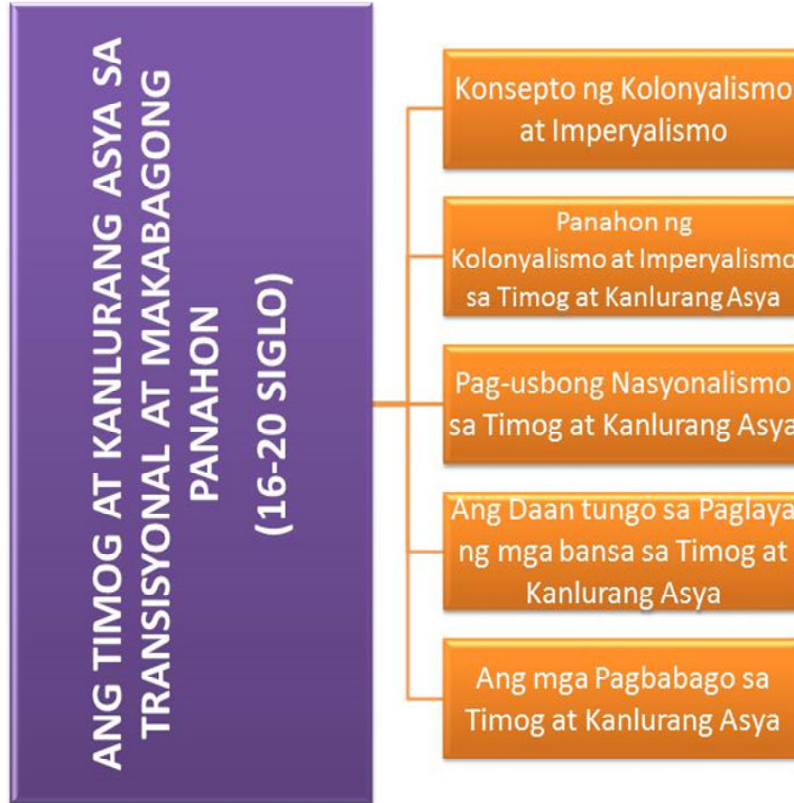 ANG TIMOG AT KANLURANG ASYA SA
TRANSISYONAL AT MAKABAGONG
PANAHON
(16-20 SIGLO)
Konsepto ng Kolonyalismo
at Imperyalismo
Panahon ng
Kolonyalismo at Imperyalismo
sa Timog at Kanlurang Asya
Pag-usbong Nasyonalismo
sa Timog at Kanlurang Asya
Ang Daan tungo sa Paglaya
ng mga bansa sa Timog at
Kanlurang Asya
Ang mga Pagbabago sa
Timog at Kanlurang Asya